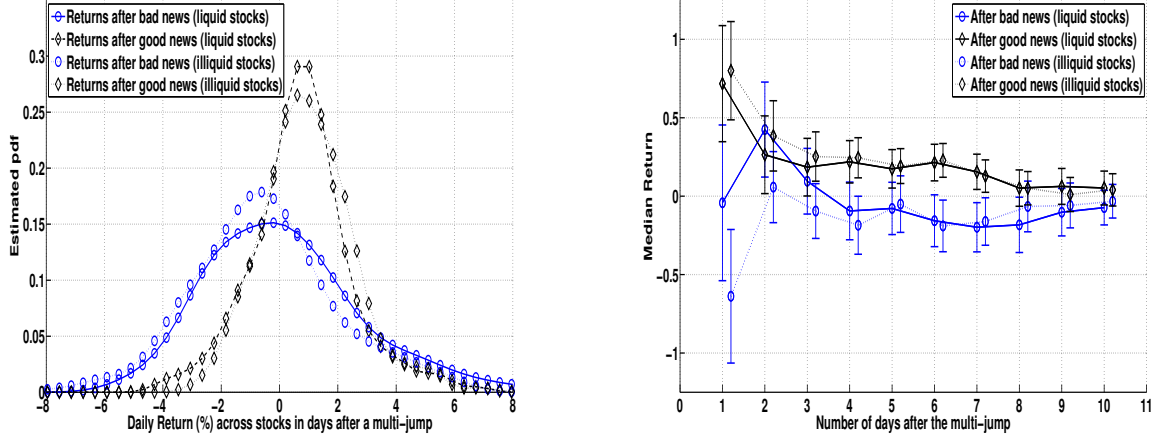 Returns after bad news (liquid stocks)
Returns after good news (liquid stocks)
Returns after bad news (illiquid stocks)
Returns after good news (illiquid stocks)
Estimated pdf
0.3
0.25
0.2
0.15
0.1
0.05
0
−8 −6 −4 −2 0 2 4 6 8
Daily Return (%) across stocks in days after a multi-jump
After bad news (liquid stocks)
After good news (liquid stocks)
After bad news (illiquid stocks)
After good news (illiquid stocks)
Median Return
1
0.5
0
−0.5
−1
0 1 2 3 4 5 6 7 8 9 10 11
Number of days after the multi-jump